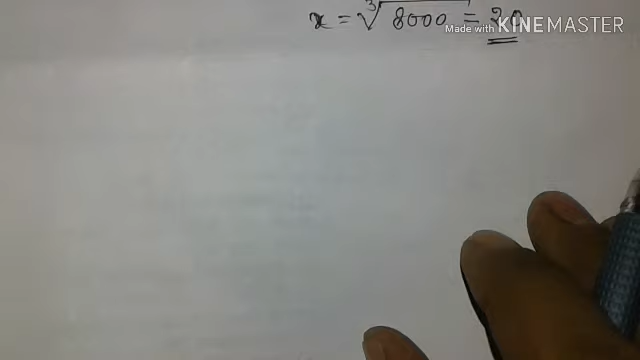 x = ∛8000 = 20
Made with KINEMASTER